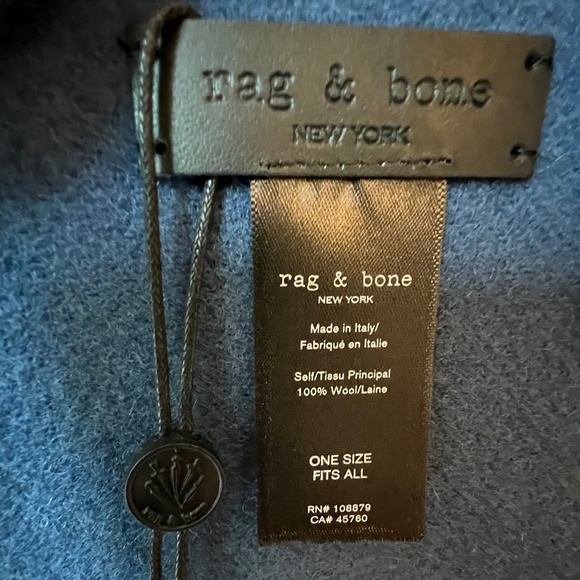 rag & bone
NEW YORK
rag & bone
NEW YORK
Made in Italy/
Fabriqué en Italie
Self/Tissu Principal
100% Wool/Laine
ONE SIZE
FITS ALL
RN# 108879
CA# 45760